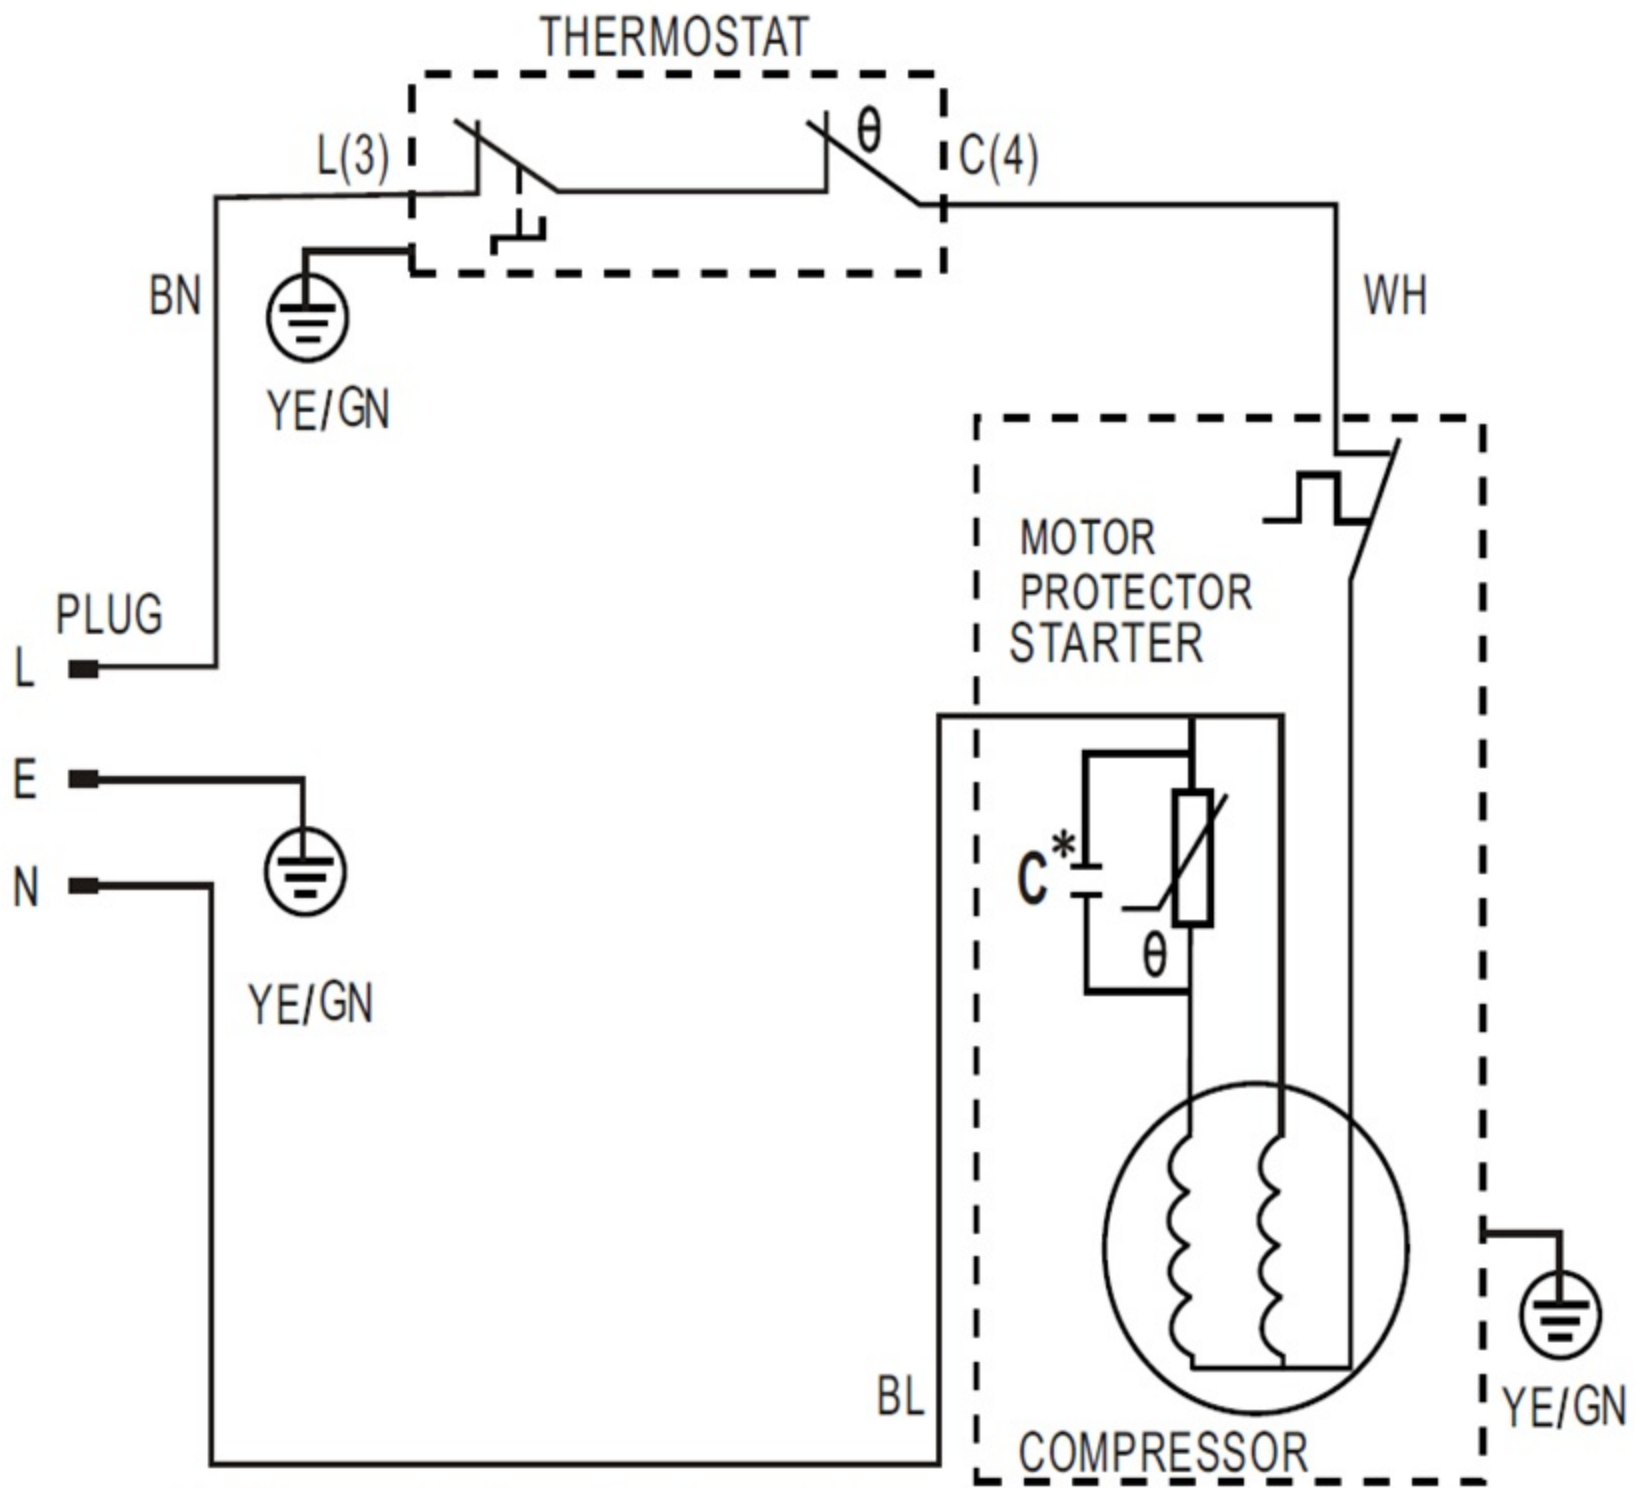 THERMOSTAT
L(3)
θ
C(4)
BN
WH
YE/GN
MOTOR
PROTECTOR
STARTER
PLUG
L
E
N
C*
θ
YE/GN
BL
YE/GN
COMPRESSOR